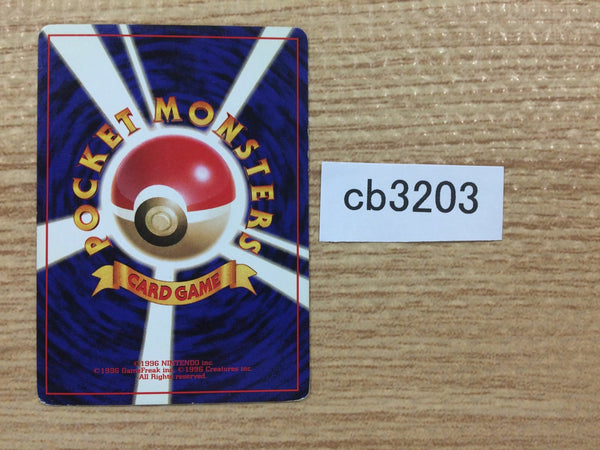 POCKET MONSTERS
CARD GAME
©1996 NINTENDO inc.
©1996 GameFreak inc. ©1996 Creatures inc.
All Rights reserved.
cb3203